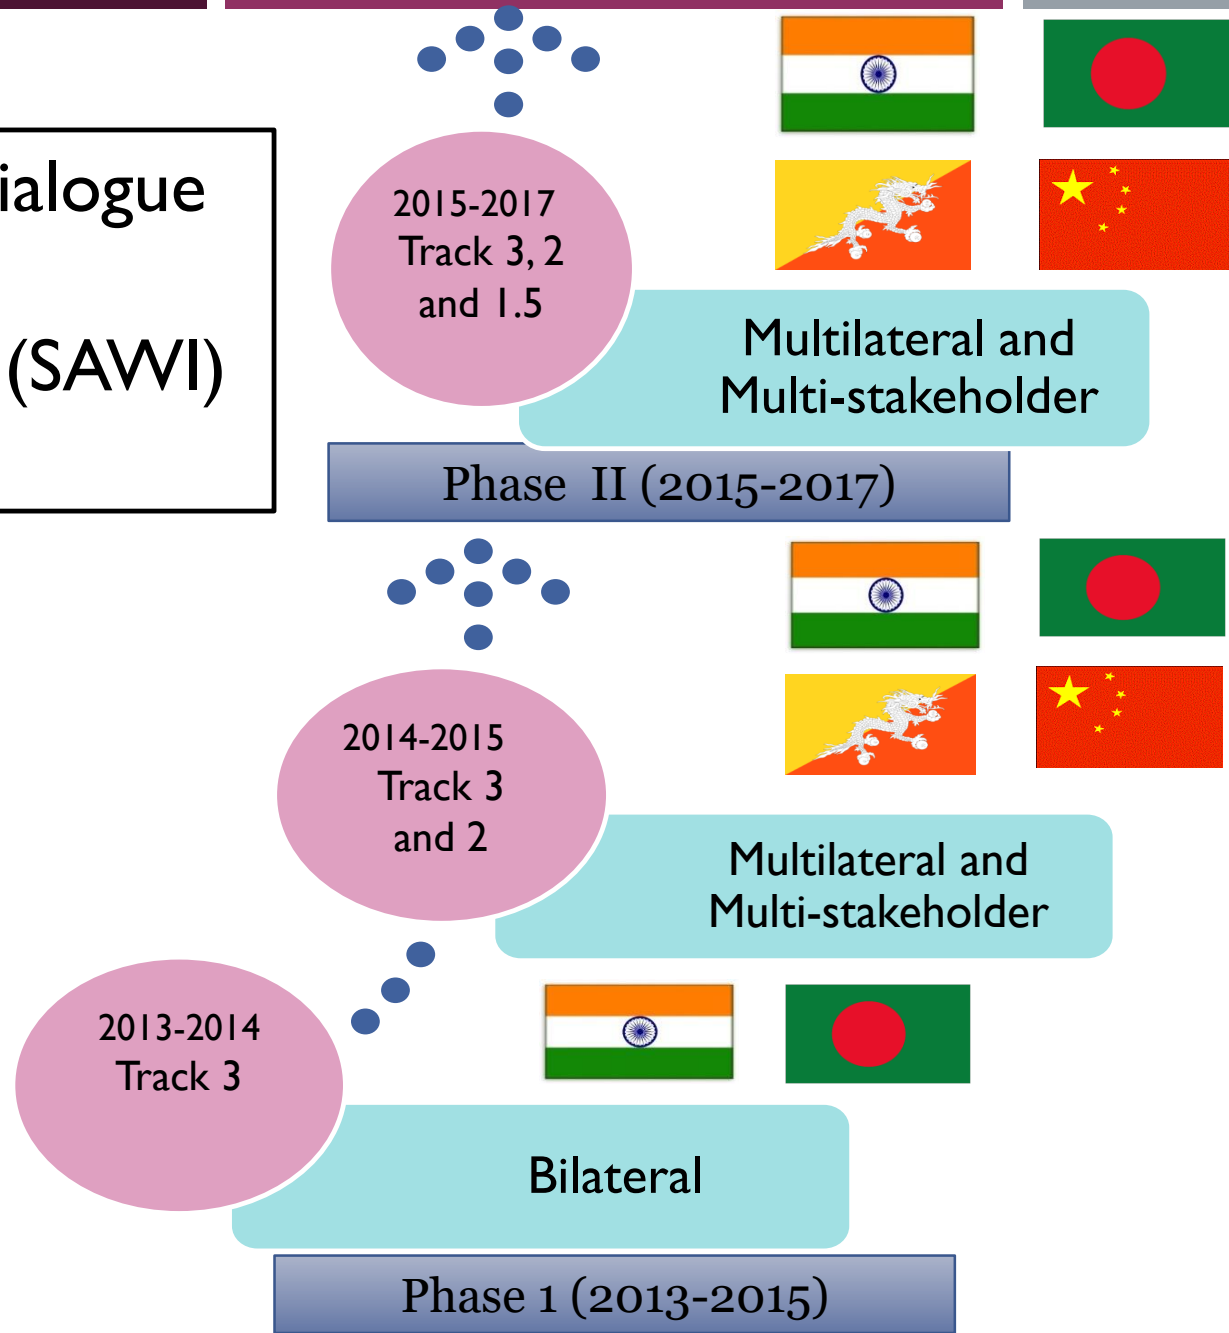 (SAWI)
2015-2017
Track 3, 2
and 1.5
Multilateral and
Multi-stakeholder
Phase II (2015-2017)
2014-2015
Track 3
and 2
Multilateral and
Multi-stakeholder
2013-2014
Track 3
Bilateral
Phase 1 (2013-2015)